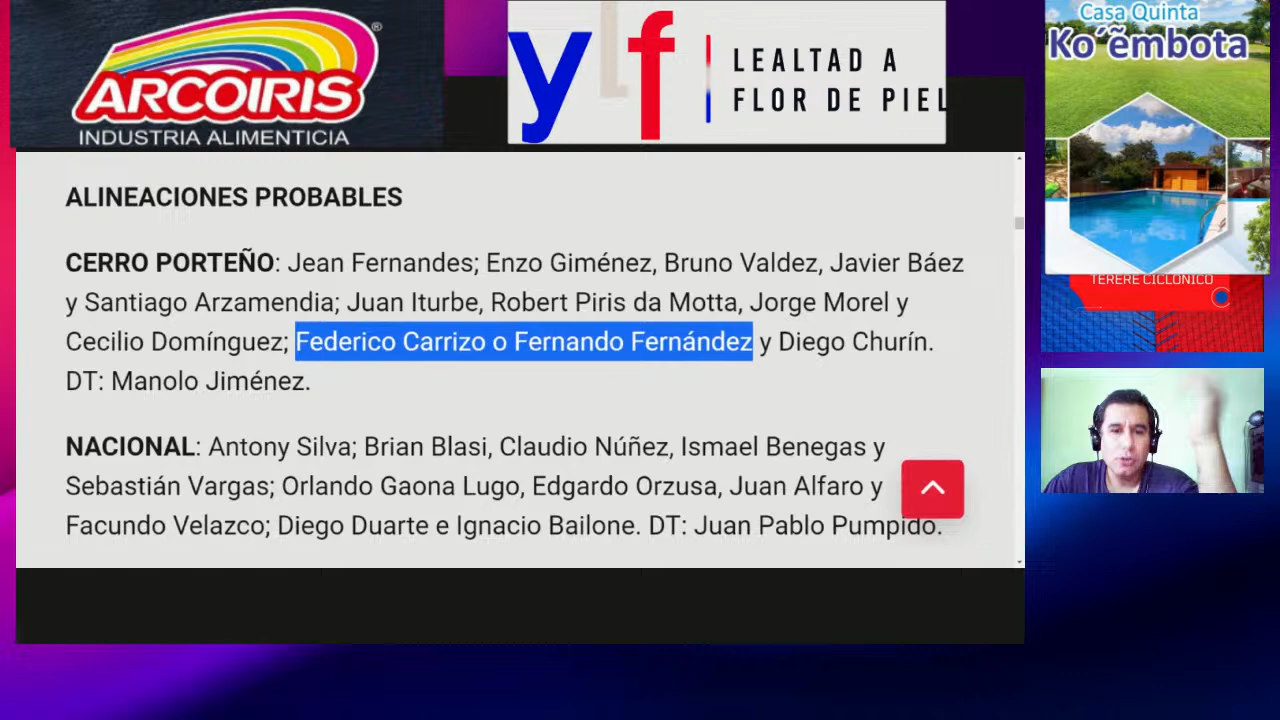 ARCOIRIS®
INDUSTRIA ALIMENTICIA
yf
LEALTAD A
FLOR DE PIEL
Casa Quinta
Ko´ẽmbota
TERERE CICLÓNICO
ALINEACIONES PROBABLES
CERRO PORTEÑO: Jean Fernandes; Enzo Giménez, Bruno Valdez, Javier Báez
y Santiago Arzamendia; Juan Iturbe, Robert Piris da Motta, Jorge Morel y
Cecilio Domínguez; Federico Carrizo o Fernando Fernández y Diego Churín.
DT: Manolo Jiménez.
NACIONAL: Antony Silva; Brian Blasi, Claudio Núñez, Ismael Benegas y
Sebastián Vargas; Orlando Gaona Lugo, Edgardo Orzusa, Juan Alfaro y
Facundo Velazco; Diego Duarte e Ignacio Bailone. DT: Juan Pablo Pumpido.